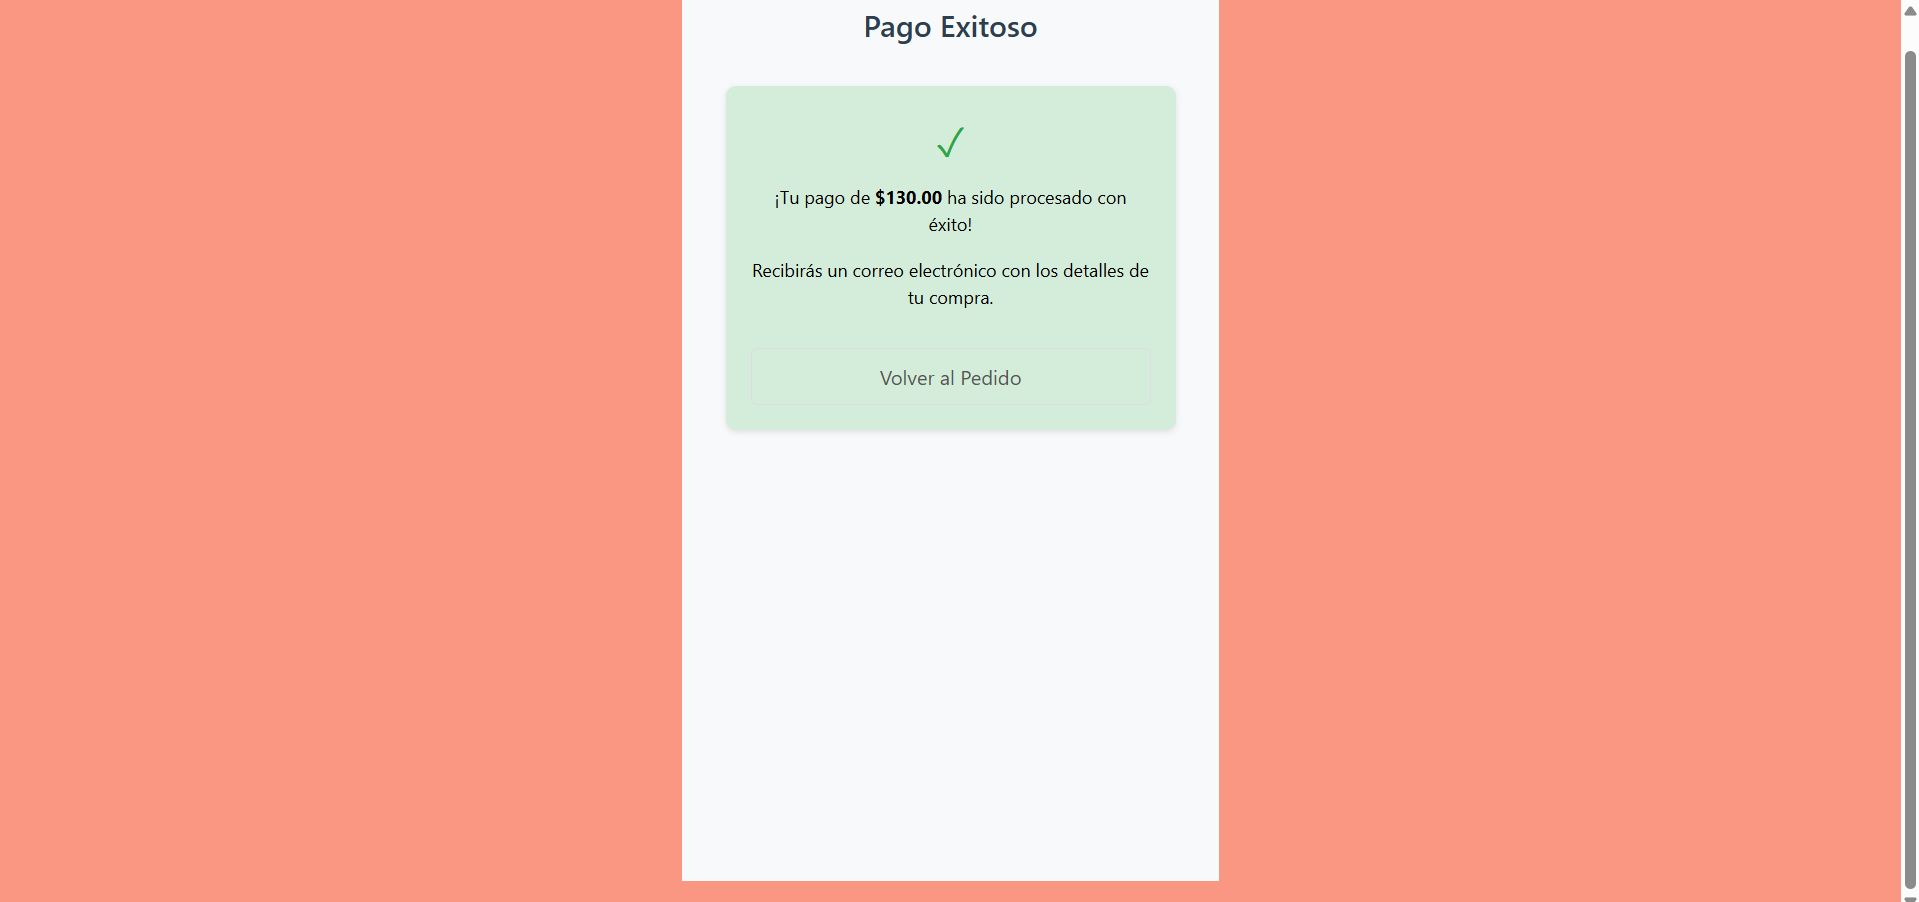 Pago Exitoso
¡Tu pago de $130.00 ha sido procesado con
éxito!
Recibirás un correo electrónico con los detalles de
tu compra.
Volver al Pedido